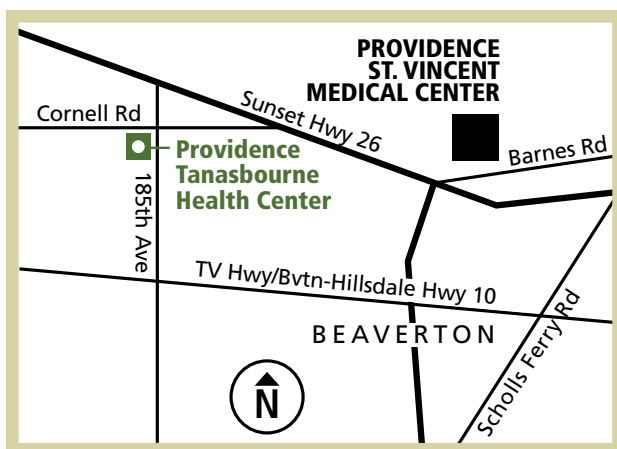 PROVIDENCE
ST. VINCENT
MEDICAL CENTER
Cornell Rd
Sunset Hwy 26
Barnes Rd
Providence
Tanasbourne
Health Center
185th Ave
TV Hwy/Bvtn-Hillsdale Hwy 10
BEAVERTON
Scholls Ferry Rd
N